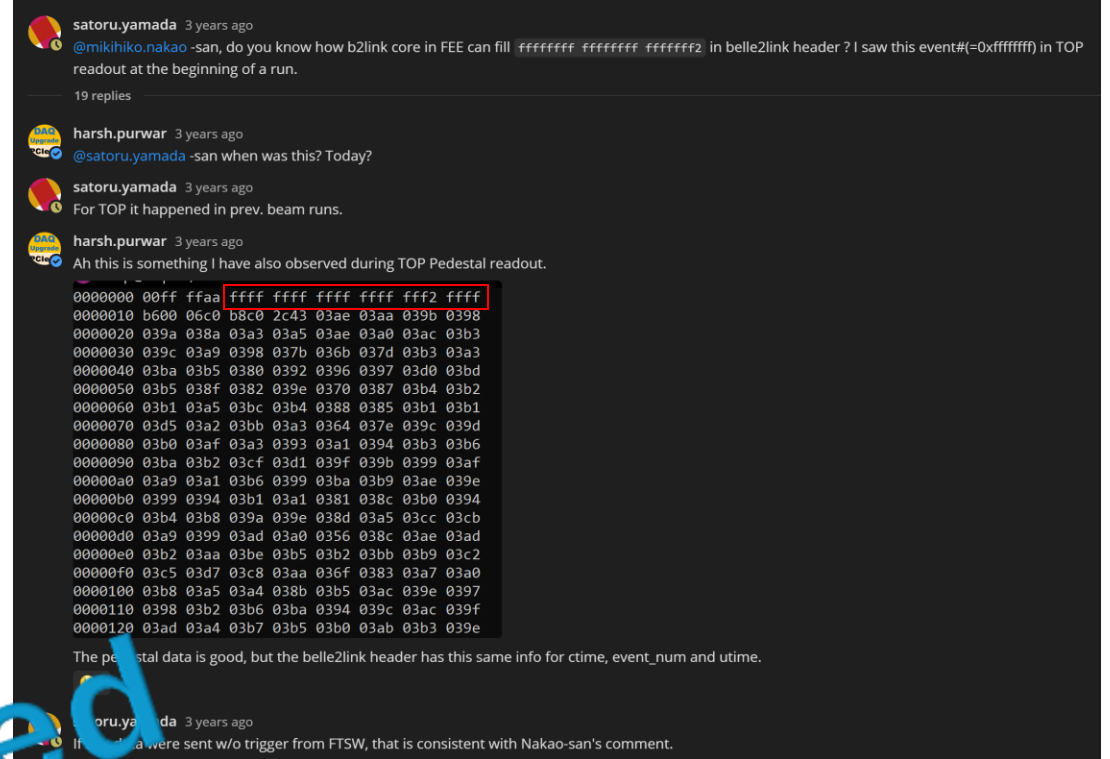 satoru.yamada 3 years ago
@mikihiko.nakao -san, do you know how b2link core in FEE can fill ffffffff ffffffff fffffff2 in belle2link header ? I saw this event#(=0xffffffff) in TOP
readout at the beginning of a run.
19 replies
DAQ
Upgrade
harsh.purwar 3 years ago
@satoru.yamada -san when was this? Today?
satoru.yamada 3 years ago
For TOP it happened in prev. beam runs.
DAQ
Upgrade
harsh.purwar 3 years ago
Ah this is something I have also observed during TOP Pedestal readout.
0000000 00ff ffaa ffff ffff ffff ffff fff2 ffff
0000010 b600 06c0 b8c0 2c43 03ae 03aa 039b 0398
0000020 039a 038a 03a3 03a5 03ae 03a0 03ac 03b3
0000030 039c 03a9 0398 037b 036b 037d 03b3 03a3
0000040 03ba 03b5 0380 0392 0396 0397 03d0 03bd
0000050 03b5 038f 0382 039e 0370 0387 03b4 03b2
0000060 03b1 03a5 03bc 03b4 0388 0385 03b1 03b1
0000070 03d5 03a2 03bb 03a3 0364 037e 039c 039d
0000080 03b0 03af 03a3 0393 03a1 0394 03b3 03b6
0000090 03ba 03b2 03cf 03d1 039f 039b 0399 03af
00000a0 03a9 03a1 03b6 0399 03ba 03b9 03ae 039e
00000b0 0399 0394 03b1 03a1 0381 038c 03b0 0394
00000c0 03b4 03b8 039a 039e 038d 03a5 03cc 03cb
00000d0 03a9 0399 03ad 03a0 0356 038c 03ae 03ad
00000e0 03b2 03aa 03be 03b5 03b2 03bb 03b9 03c2
00000f0 03c5 03d7 03c8 03aa 036f 0383 03a7 03a0
0000100 03b8 03a5 03a4 038b 03b5 03ac 039e 0397
0000110 0398 03b2 03b6 03ba 0394 039c 03ac 039f
0000120 03ad 03a4 03b7 03b5 03b0 03ab 03b3 039e
The data is good, but the belle2link header has this same info for ctime, event_num and utime.
3 years ago
If were sent w/o trigger from FTSW, that is consistent with Nakao-san's comment.